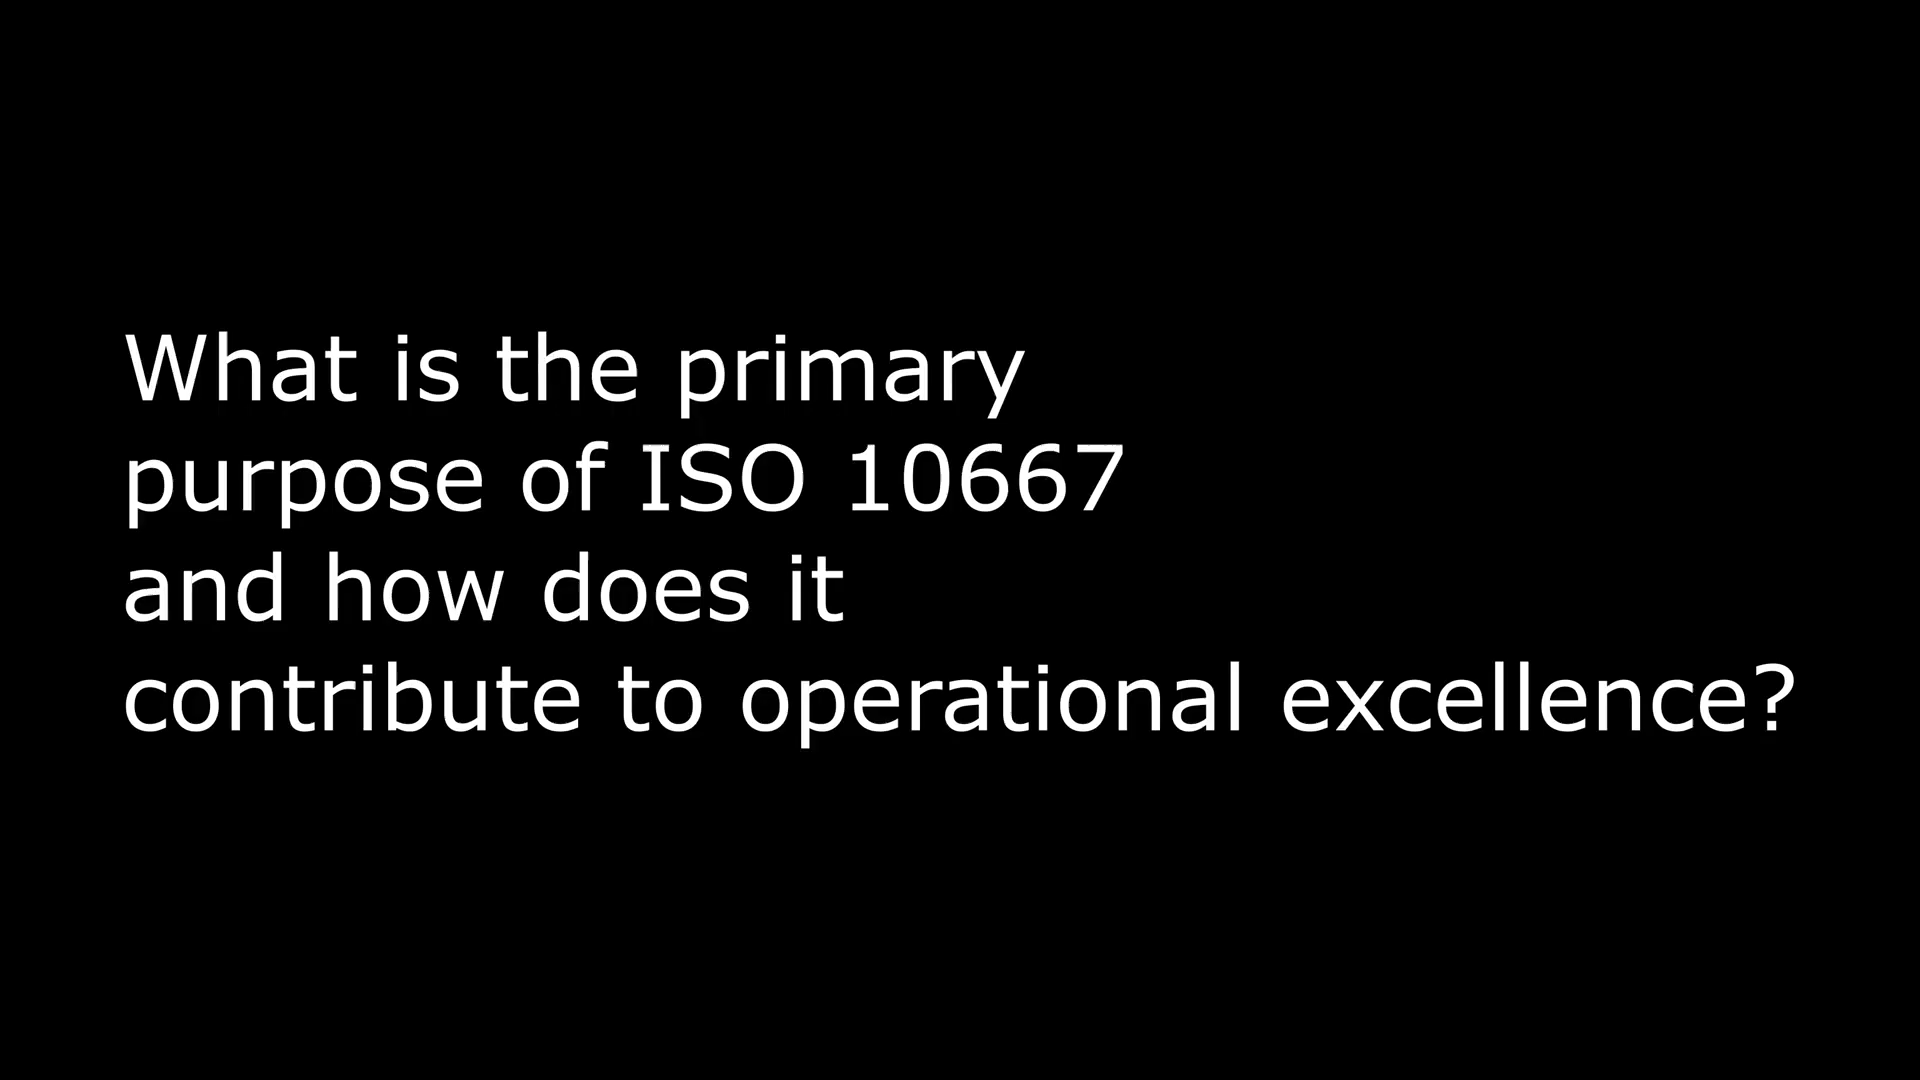 What is the primary
purpose of ISO 10667
and how does it
contribute to operational excellence?